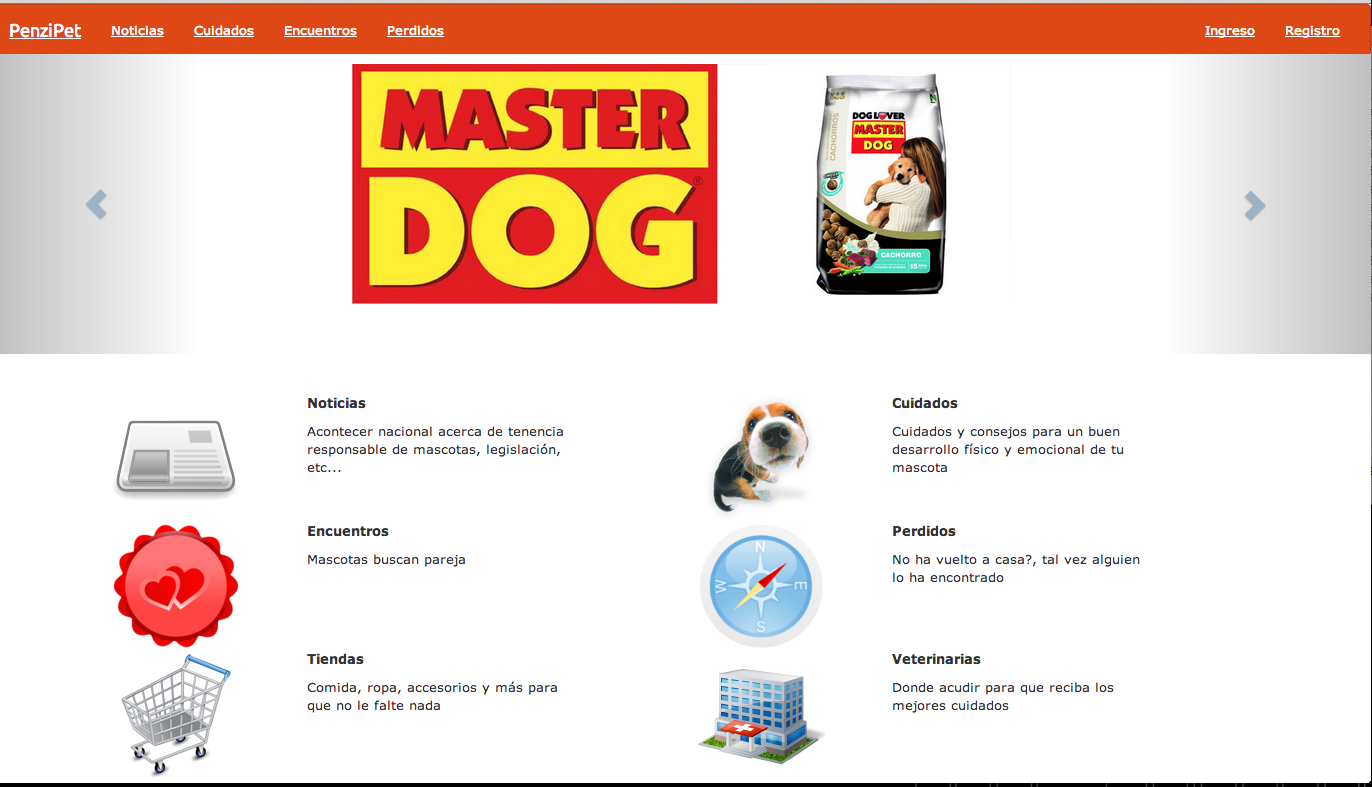 PenziPet Noticias Cuidados Encuentros Perdidos Ingreso Registro
MASTER
DOG
®
CACHORROS
DOG LOVER
MASTER
DOG
CACHORRO
15
Noticias
Acontecer nacional acerca de tenencia
responsable de mascotas, legislación,
etc...
Cuidados
Cuidados y consejos para un buen
desarrollo físico y emocional de tu
mascota
Encuentros
Mascotas buscan pareja
Perdidos
No ha vuelto a casa?, tal vez alguien
lo ha encontrado
N
W
E
S
Tiendas
Comida, ropa, accesorios y más para
que no le falte nada
Veterinarias
Donde acudir para que reciba los
mejores cuidados